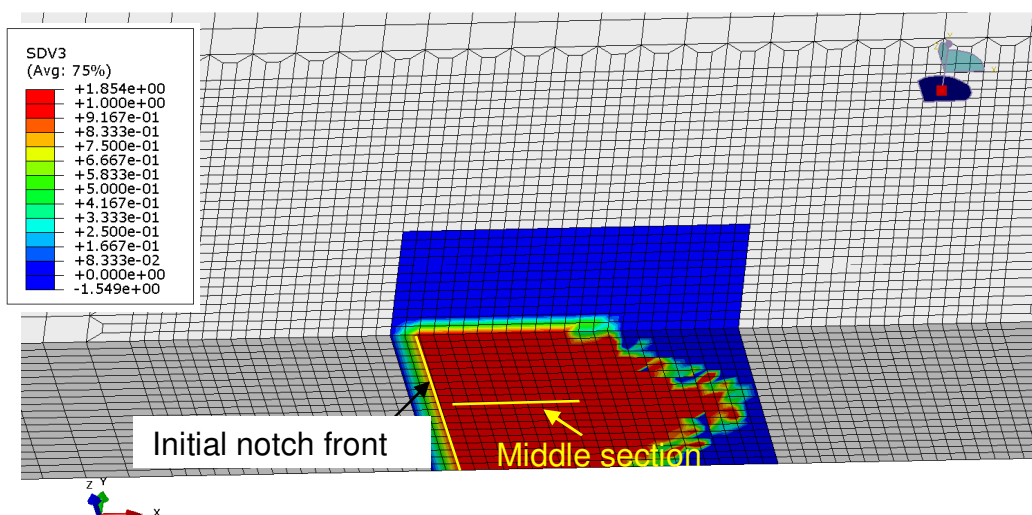 SDV3
(Avg: 75%)
+1.854e+00
+1.000e+00
+9.167e-01
+8.333e-01
+7.500e-01
+6.667e-01
+5.833e-01
+5.000e-01
+4.167e-01
+3.333e-01
+2.500e-01
+1.667e-01
+8.333e-02
+0.000e+00
-1.549e+00
Initial notch front
Middle section
Z Y
X